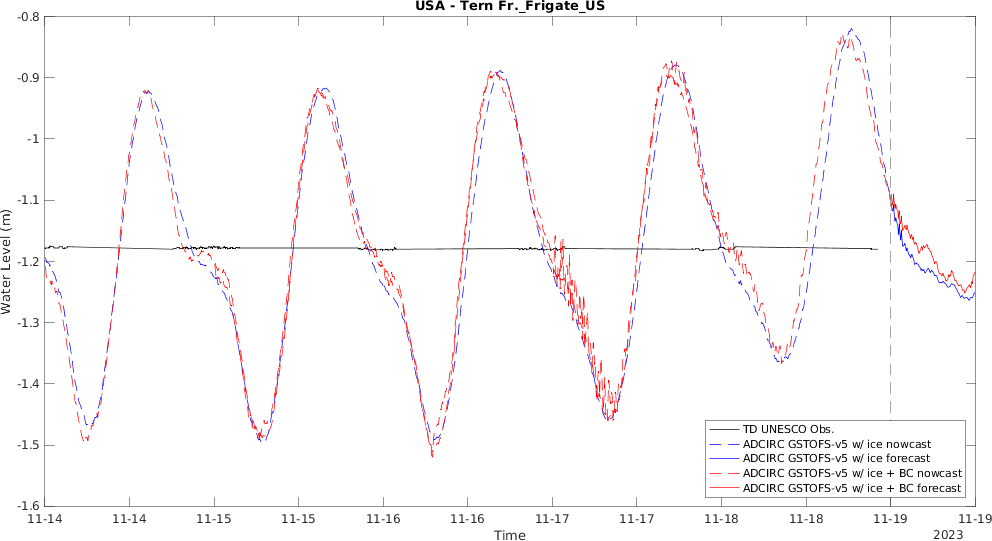 USA - Tern Fr._Frigate_US
-0.8
-0.9
-1
-1.1
-1.2
-1.3
-1.4
-1.5
-1.6
Water Level (m)
TD UNESCO Obs.
ADCIRC GSTOFS-v5 w/ ice nowcast
ADCIRC GSTOFS-v5 w/ ice forecast
ADCIRC GSTOFS-v5 w/ ice + BC nowcast
ADCIRC GSTOFS-v5 w/ ice + BC forecast
11-14 11-14 11-15 11-15 11-16 11-16 11-17 11-17 11-18 11-18 11-19 11-19
Time
2023